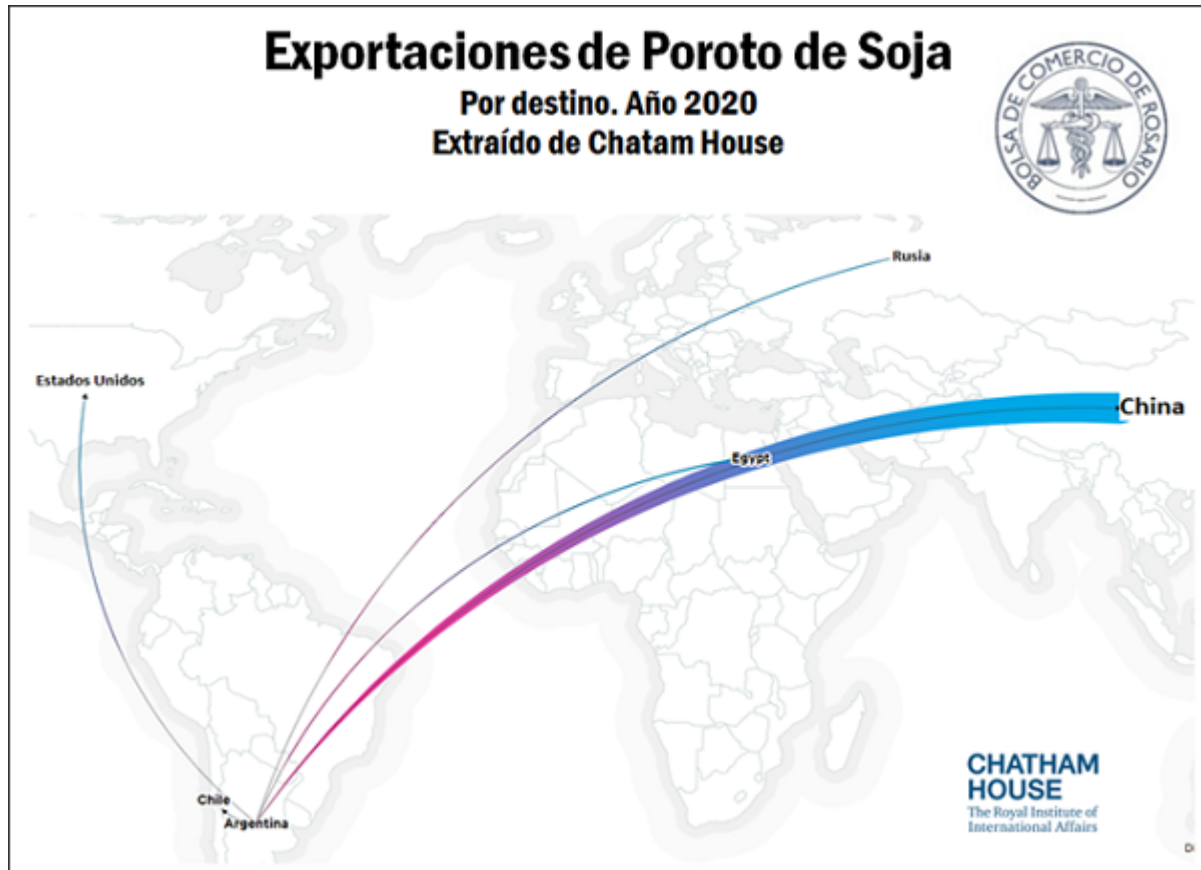 Exportaciones de Poroto de Soja
Por destino. Año 2020
Extraído de Chatam House
BOLSA DE COMERCIO DE ROSARIO
Rusia
Estados Unidos
China
Egypt
Chile
Argentina
CHATHAM
HOUSE
The Royal Institute of
International Affairs